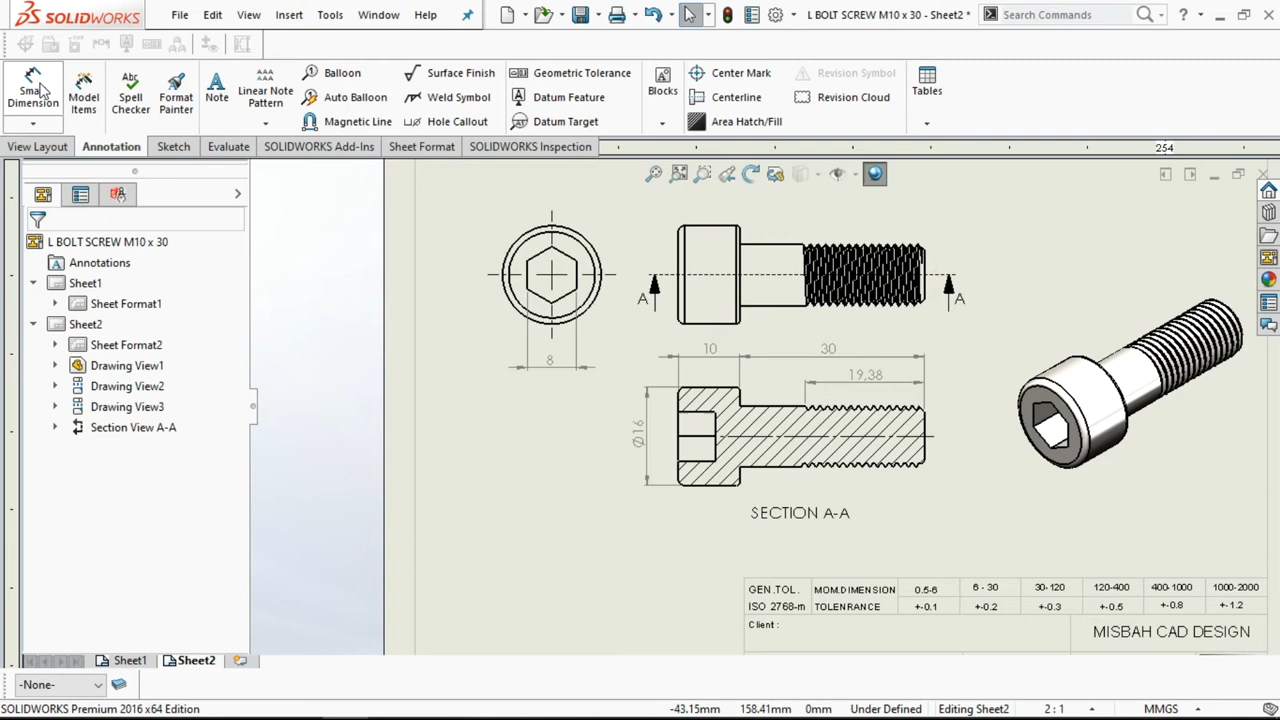 SOLIDWORKS
File Edit View Insert Tools Window Help
L BOLT SCREW M10 x 30 - Sheet2 *
Search Commands
?
Smart Dimension
Model Items
Spell Checker
Format Painter
Note
Linear Note Pattern
Balloon
Auto Balloon
Magnetic Line
Surface Finish
Weld Symbol
Hole Callout
Geometric Tolerance
Datum Feature
Datum Target
Blocks
Center Mark
Centerline
Area Hatch/Fill
Revision Symbol
Revision Cloud
Tables
View Layout Annotation Sketch Evaluate SOLIDWORKS Add-Ins Sheet Format SOLIDWORKS Inspection
254
L BOLT SCREW M10 x 30
Annotations
Sheet1
Sheet Format1
Sheet2
Sheet Format2
Drawing View1
Drawing View2
Drawing View3
Section View A-A
A A
8
10 30
19,38
Ø16
SECTION A-A
GEN.TOL. MOM.DIMENSION 0.5-6 6 - 30 30-120 120-400 400-1000 1000-2000
ISO 2768-m TOLENRANCE +-0.1 +-0.2 +-0.3 +-0.5 +-0.8 +-1.2
Client :
MISBAH CAD DESIGN
Sheet1 Sheet2
-None-
SOLIDWORKS Premium 2016 x64 Edition -43.15mm 158.41mm 0mm Under Defined Editing Sheet2 2 : 1 MMGS